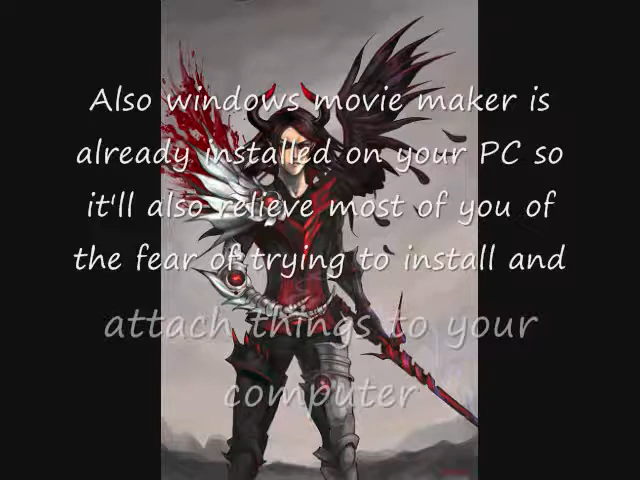 Also windows movie maker is
already installed on your PC so
it'll also relieve most of you of
the fear of trying to install and
attach things to your
computer